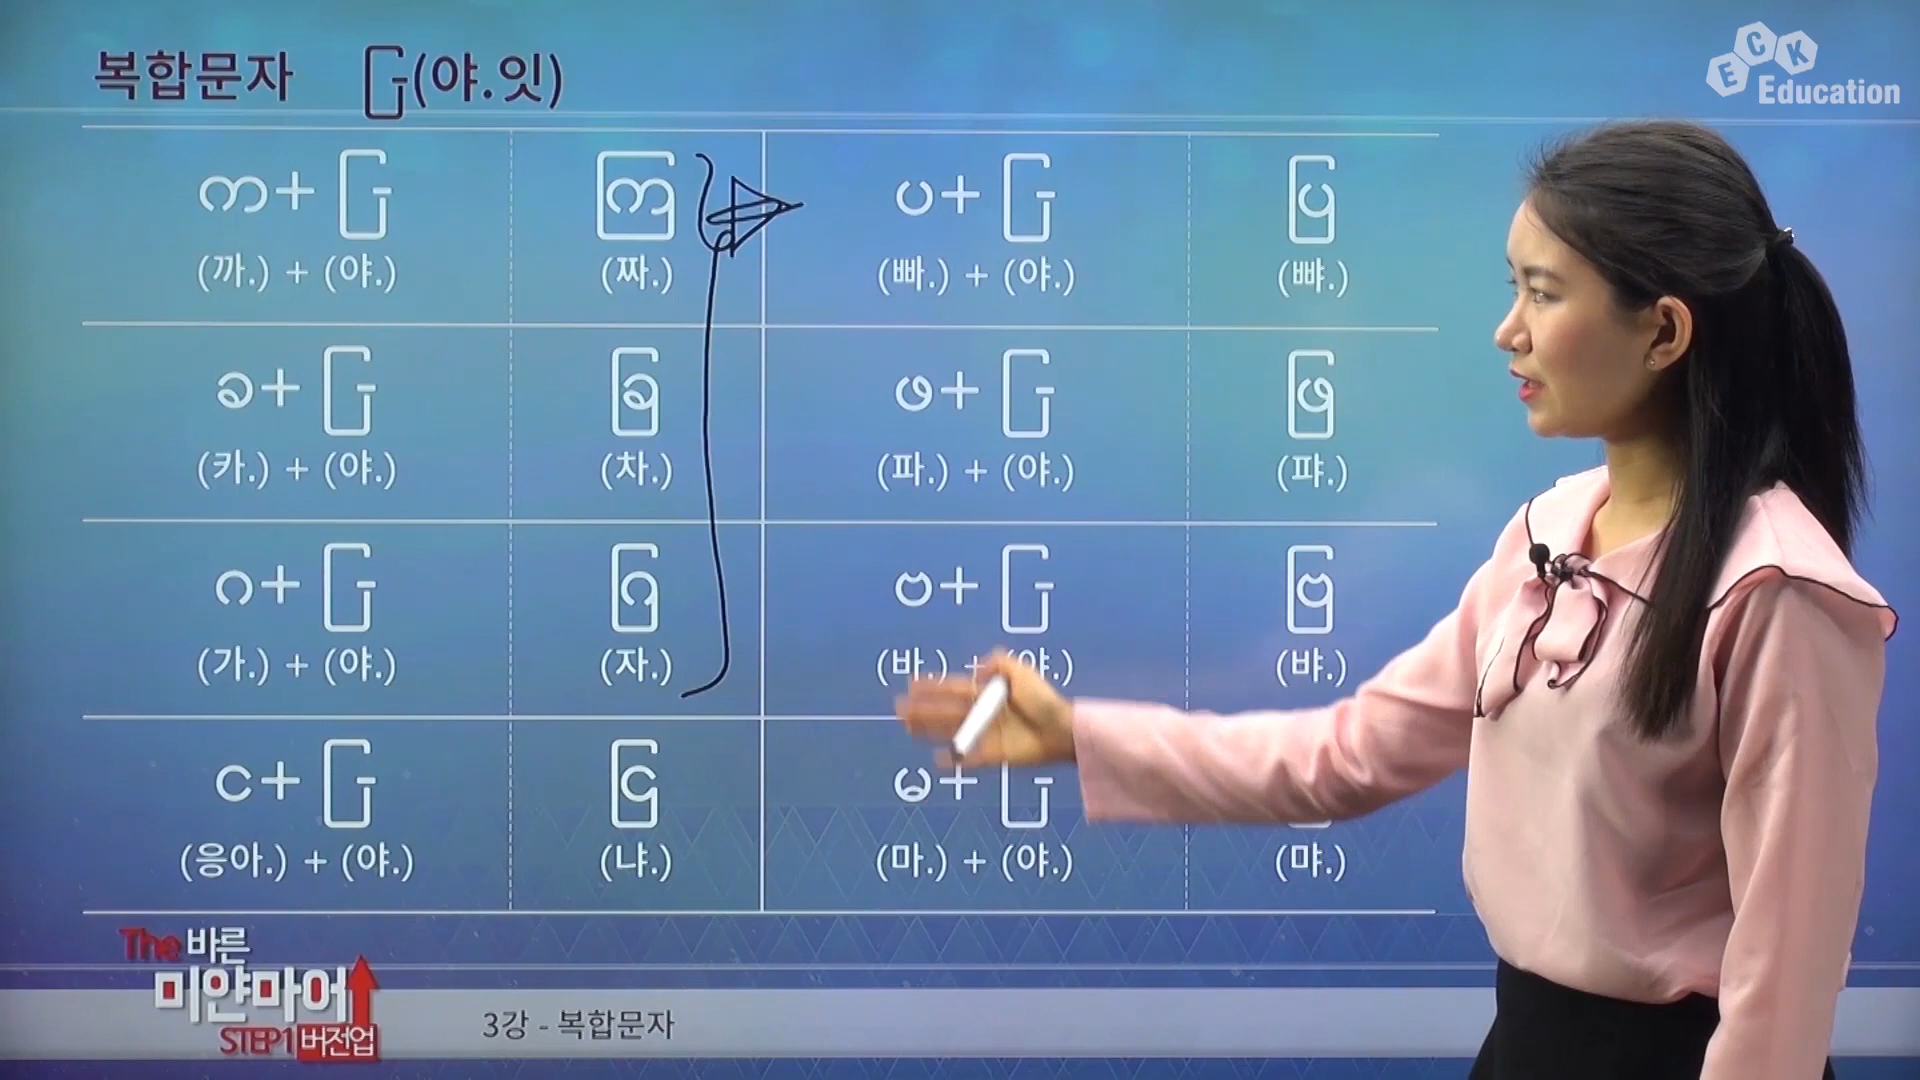 복합문자 ြ(야.잇)
ECK Education
က+ ြ ကြ ပ+ ြ ပြ
(까.) + (야.) (짜.) (빠.) + (야.) (뺘.)
ခ+ ြ ခြ ဖ+ ြ ဖြ
(카.) + (야.) (차.) (파.) + (야.) (퍄.)
ဂ+ ြ ဂြ ဗ+ ြ ဗြ
(가.) + (야.) (자.) (바.) + (야.) (뱌.)
င+ ြ ငြ မ+ ြ
(응아.) + (야.) (냐.) (마.) + (야.) (먀.)
The 바른
미얀마어
STEP1 버전업
3강 - 복합문자